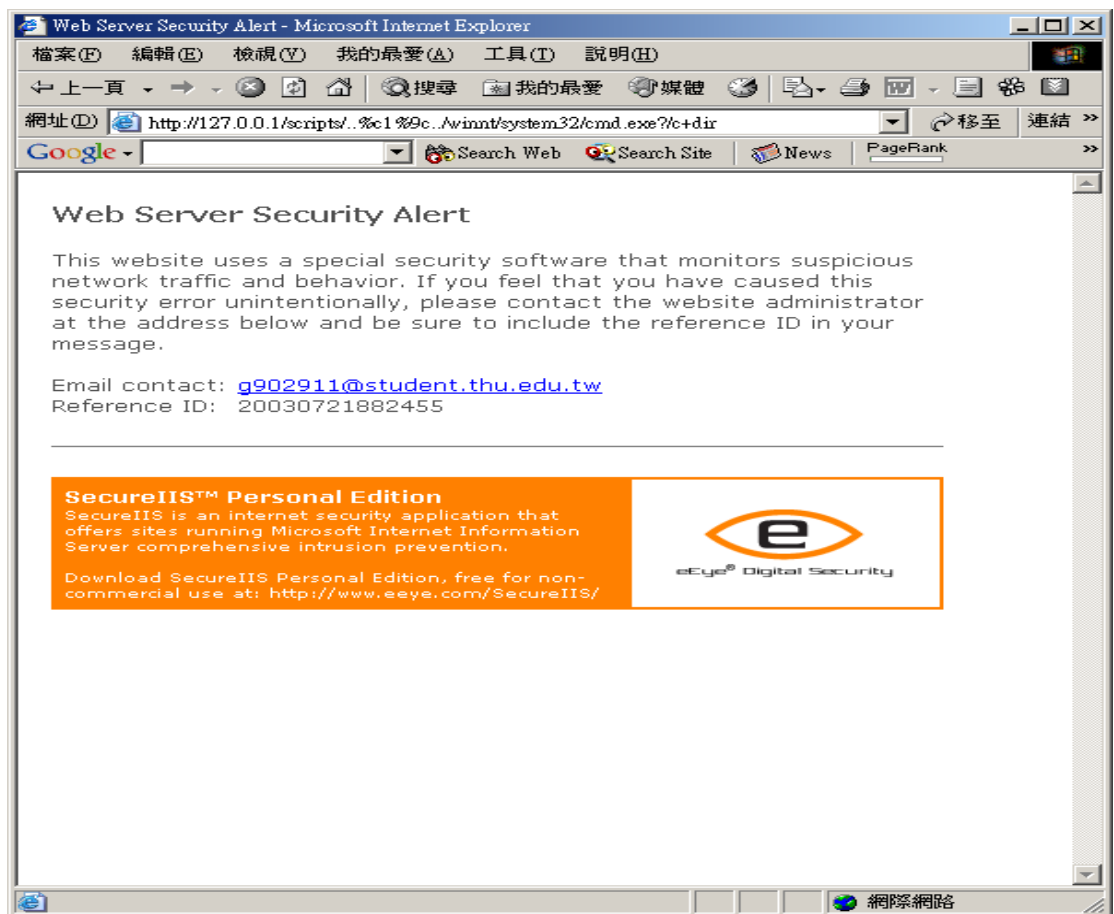 Web Server Security Alert - Microsoft Internet Explorer
檔案(F) 編輯(E) 檢視(V) 我的最愛(A) 工具(T) 說明(H)
上一頁 搜尋 我的最愛 媒體
網址(D) http://127.0.0.1/scripts/..%c1%9c../winnt/system32/cmd.exe?/c+dir 移至 連結 »
Google Search Web Search Site News PageRank »
Web Server Security Alert
This website uses a special security software that monitors suspicious
network traffic and behavior. If you feel that you have caused this
security error unintentionally, please contact the website administrator
at the address below and be sure to include the reference ID in your
message.
Email contact: g902911@student.thu.edu.tw
Reference ID: 20030721882455
SecureIIS™ Personal Edition
SecureIIS is an internet security application that
offers sites running Microsoft Internet Information
Server comprehensive intrusion prevention.
Download SecureIIS Personal Edition, free for non-
commercial use at: http://www.eeye.com/SecureIIS/
e
eEye® Digital Security
網際網路